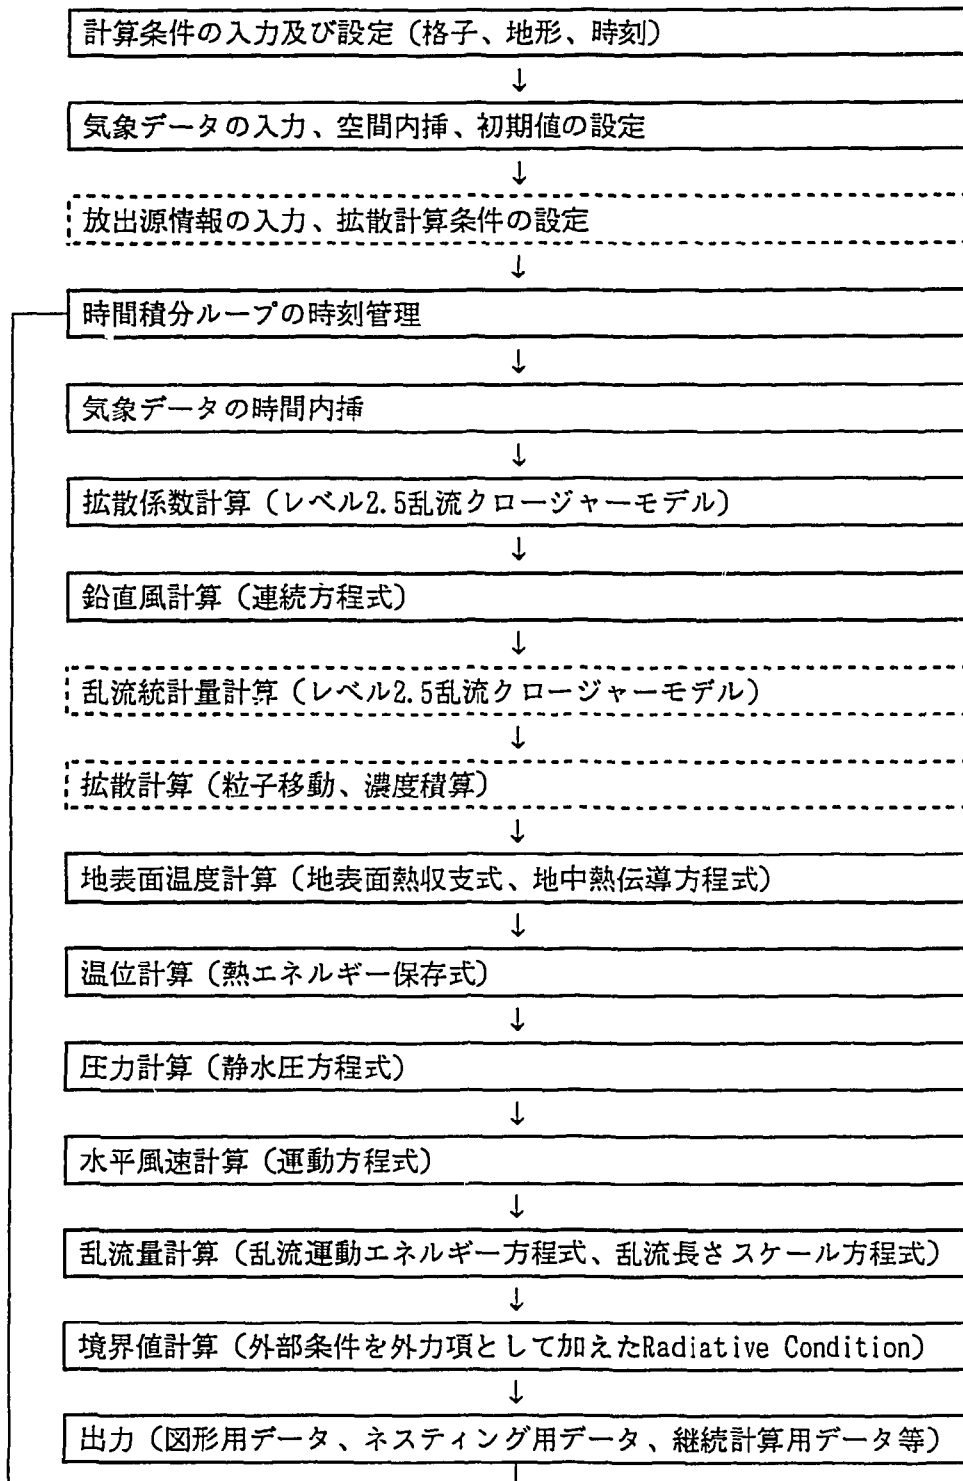 計算条件の入力及び設定（格子、地形、時刻）
↓
気象データの入力、空間内挿、初期値の設定
↓
放出源情報の入力、拡散計算条件の設定
↓
時間積分ループの時刻管理
↓
気象データの時間内挿
↓
拡散係数計算（レベル2.5乱流クロージャーモデル）
↓
鉛直風計算（連続方程式）
↓
乱流統計量計算（レベル2.5乱流クロージャーモデル）
↓
拡散計算（粒子移動、濃度積算）
↓
地表面温度計算（地表面熱収支式、地中熱伝導方程式）
↓
温位計算（熱エネルギー保存式）
↓
圧力計算（静水圧方程式）
↓
水平風速計算（運動方程式）
↓
乱流量計算（乱流運動エネルギー方程式、乱流長さスケール方程式）
↓
境界値計算（外部条件を外力項として加えたRadiative Condition）
↓
出力（図形用データ、ネスティング用データ、継続計算用データ等）